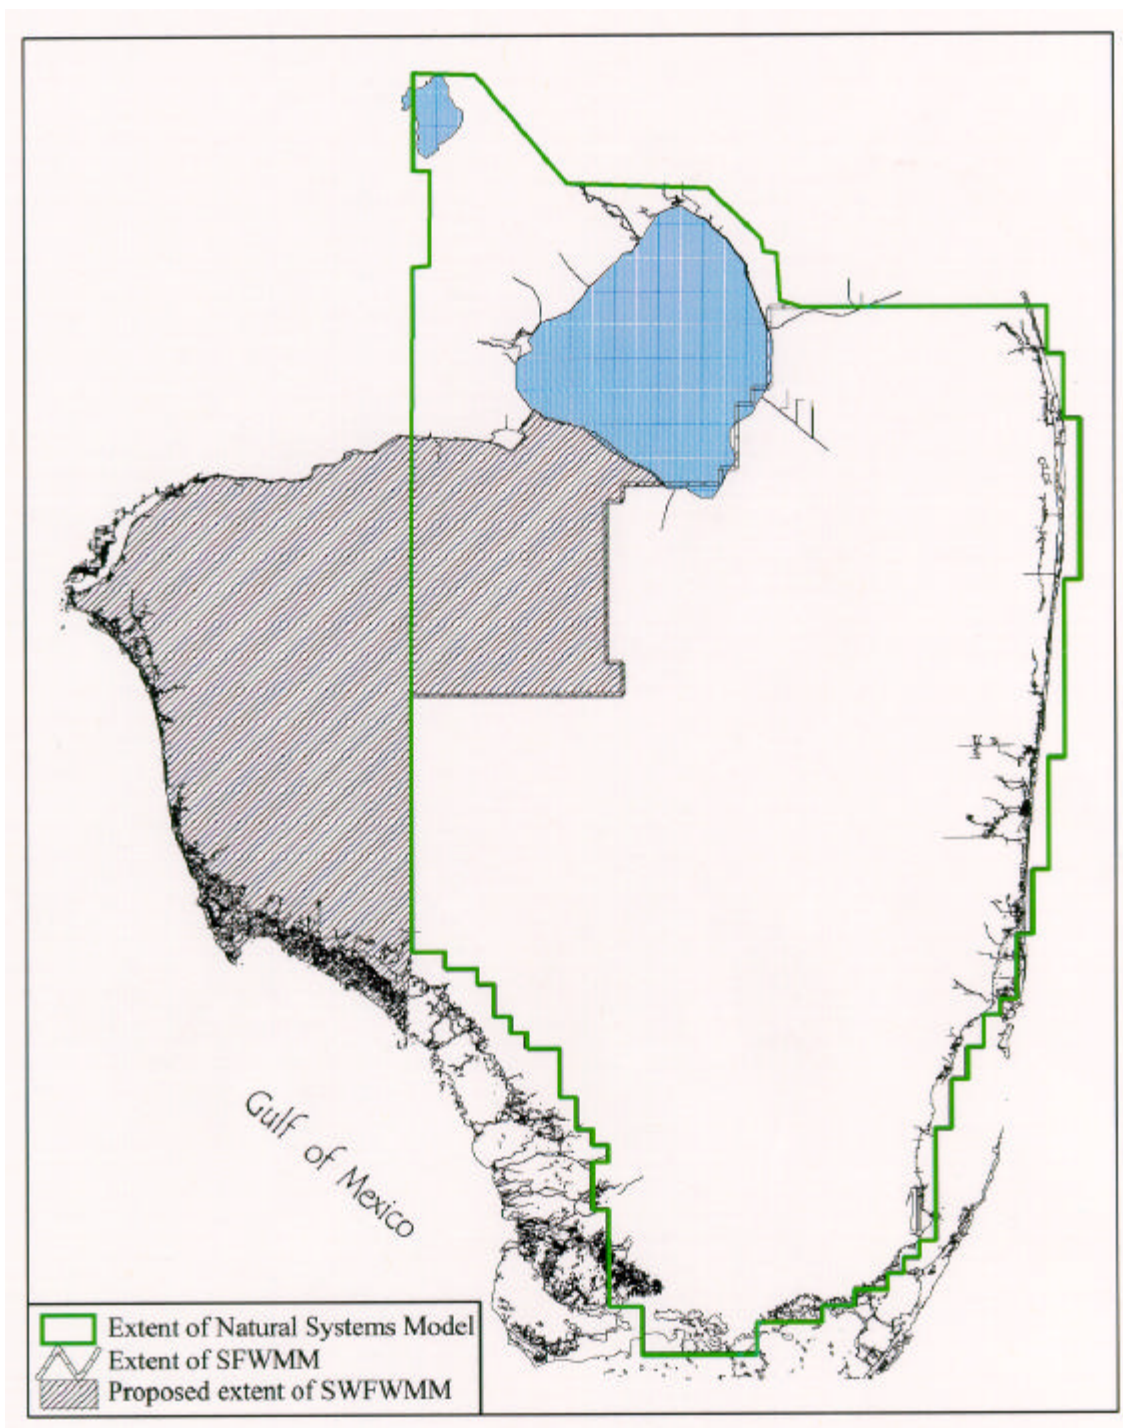 Gulf of Mexico
Extent of Natural Systems Model
Extent of SFWMM
Proposed extent of SWFWMM